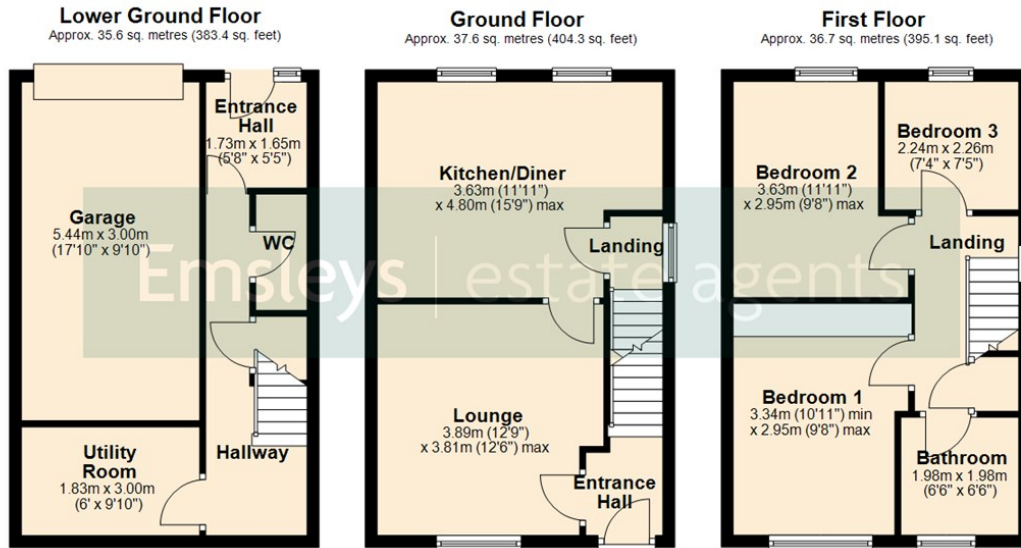 Lower Ground Floor
Approx. 35.6 sq. metres (383.4 sq. feet)
Entrance
Hall
1.73m x 1.65m
(5'8" x 5'5")
Garage
5.44m x 3.00m
(17'10" x 9'10")
WC
Utility
Room
1.83m x 3.00m
(6' x 9'10")
Hallway
Ground Floor
Approx. 37.6 sq. metres (404.3 sq. feet)
Kitchen/Diner
3.63m (11'11")
x 4.80m (15'9") max
Landing
Lounge
3.89m (12'9")
x 3.81m (12'6") max
Entrance
Hall
First Floor
Approx. 36.7 sq. metres (395.1 sq. feet)
Bedroom 3
2.24m x 2.26m
(7'4" x 7'5")
Bedroom 2
3.63m (11'11")
x 2.95m (9'8") max
Landing
Bedroom 1
3.34m (10'11") min
x 2.95m (9'8") max
Bathroom
1.98m x 1.98m
(6'6" x 6'6")
Emsleys | estate agents